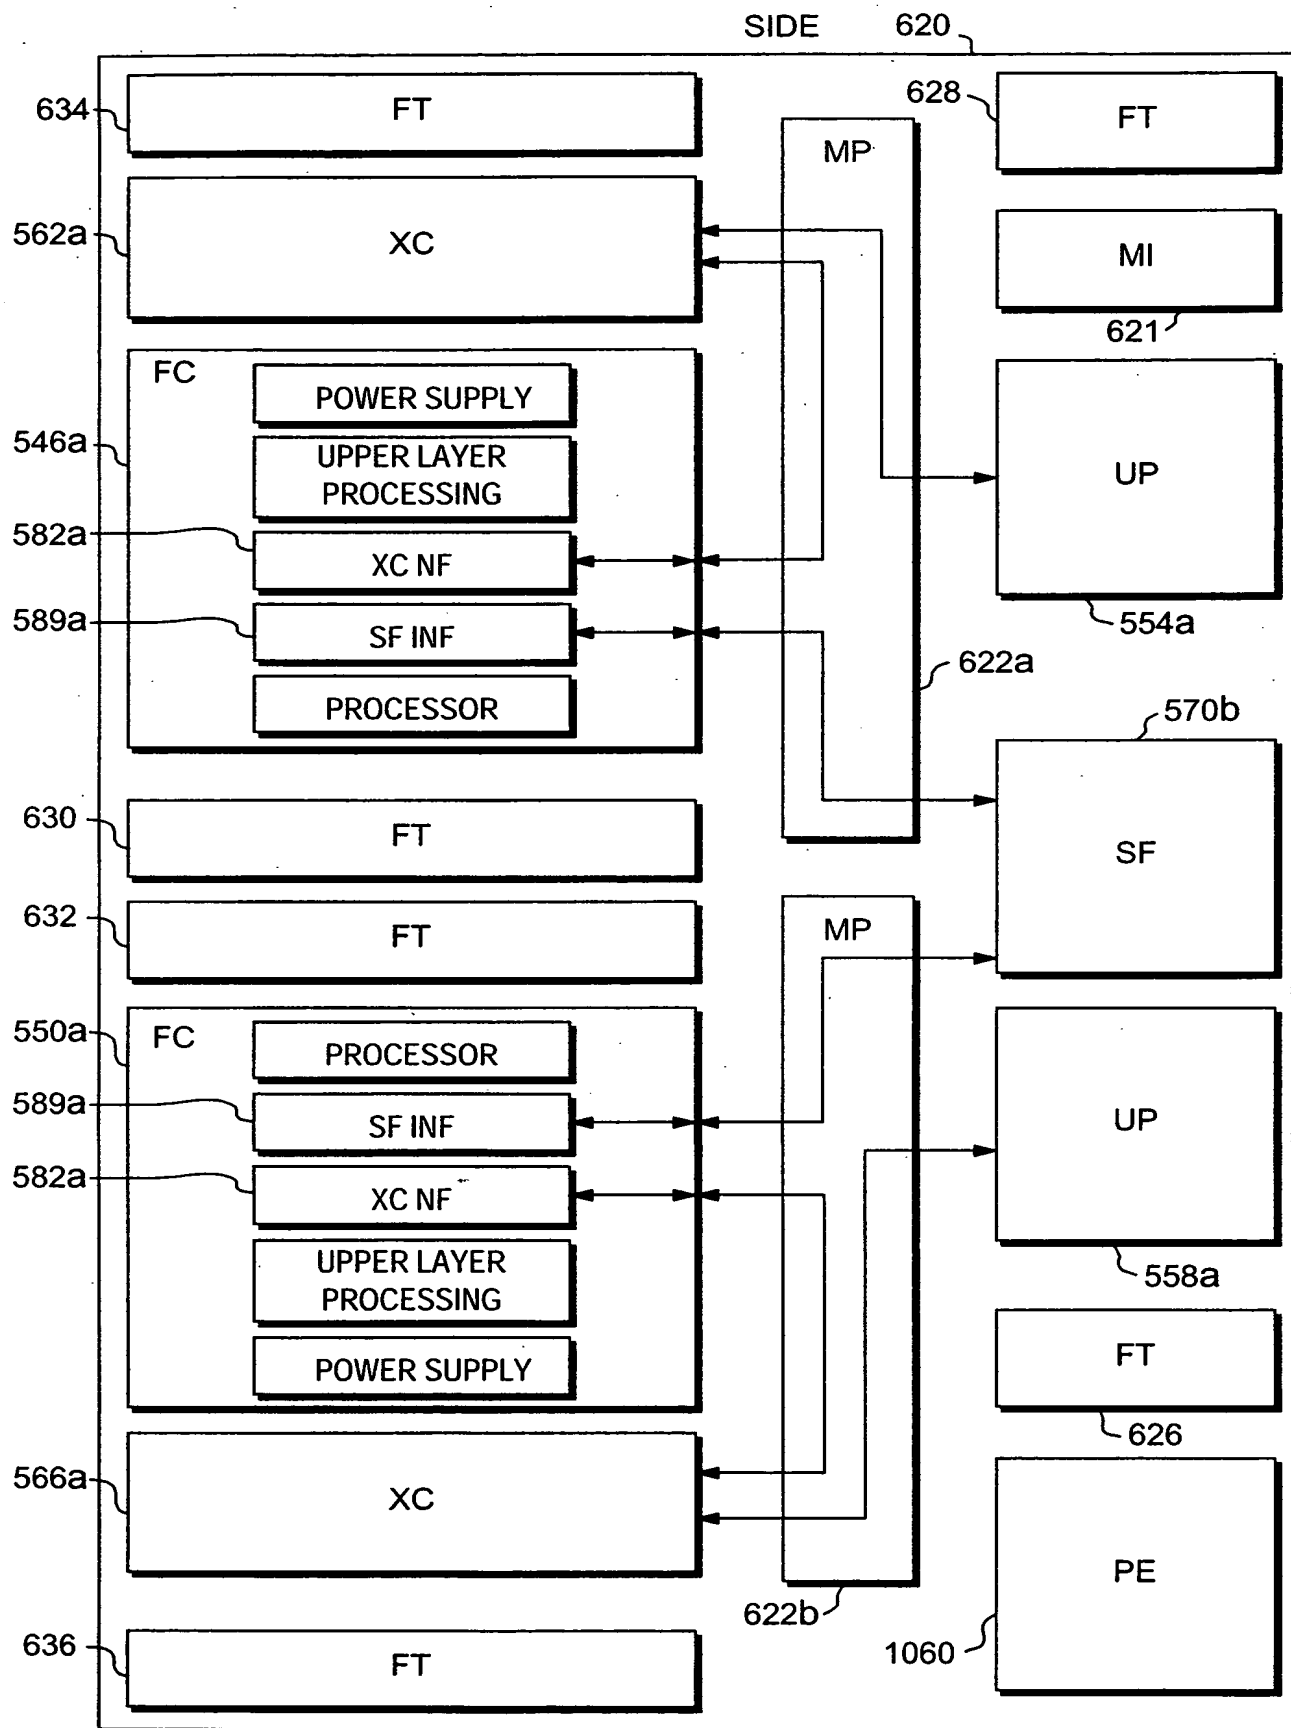 SIDE 620
634 FT
628 FT
MP
562a XC
MI
621
FC
POWER SUPPLY
546a
UPPER LAYER
PROCESSING
UP
582a
XC NF
589a
SF INF
554a
622a
PROCESSOR
570b
630 FT
SF
632 FT
MP
550a FC
PROCESSOR
589a
SF INF
UP
582a
XC NF
UPPER LAYER
PROCESSING
558a
POWER SUPPLY
FT
626
566a XC
PE
622b
636 FT
1060